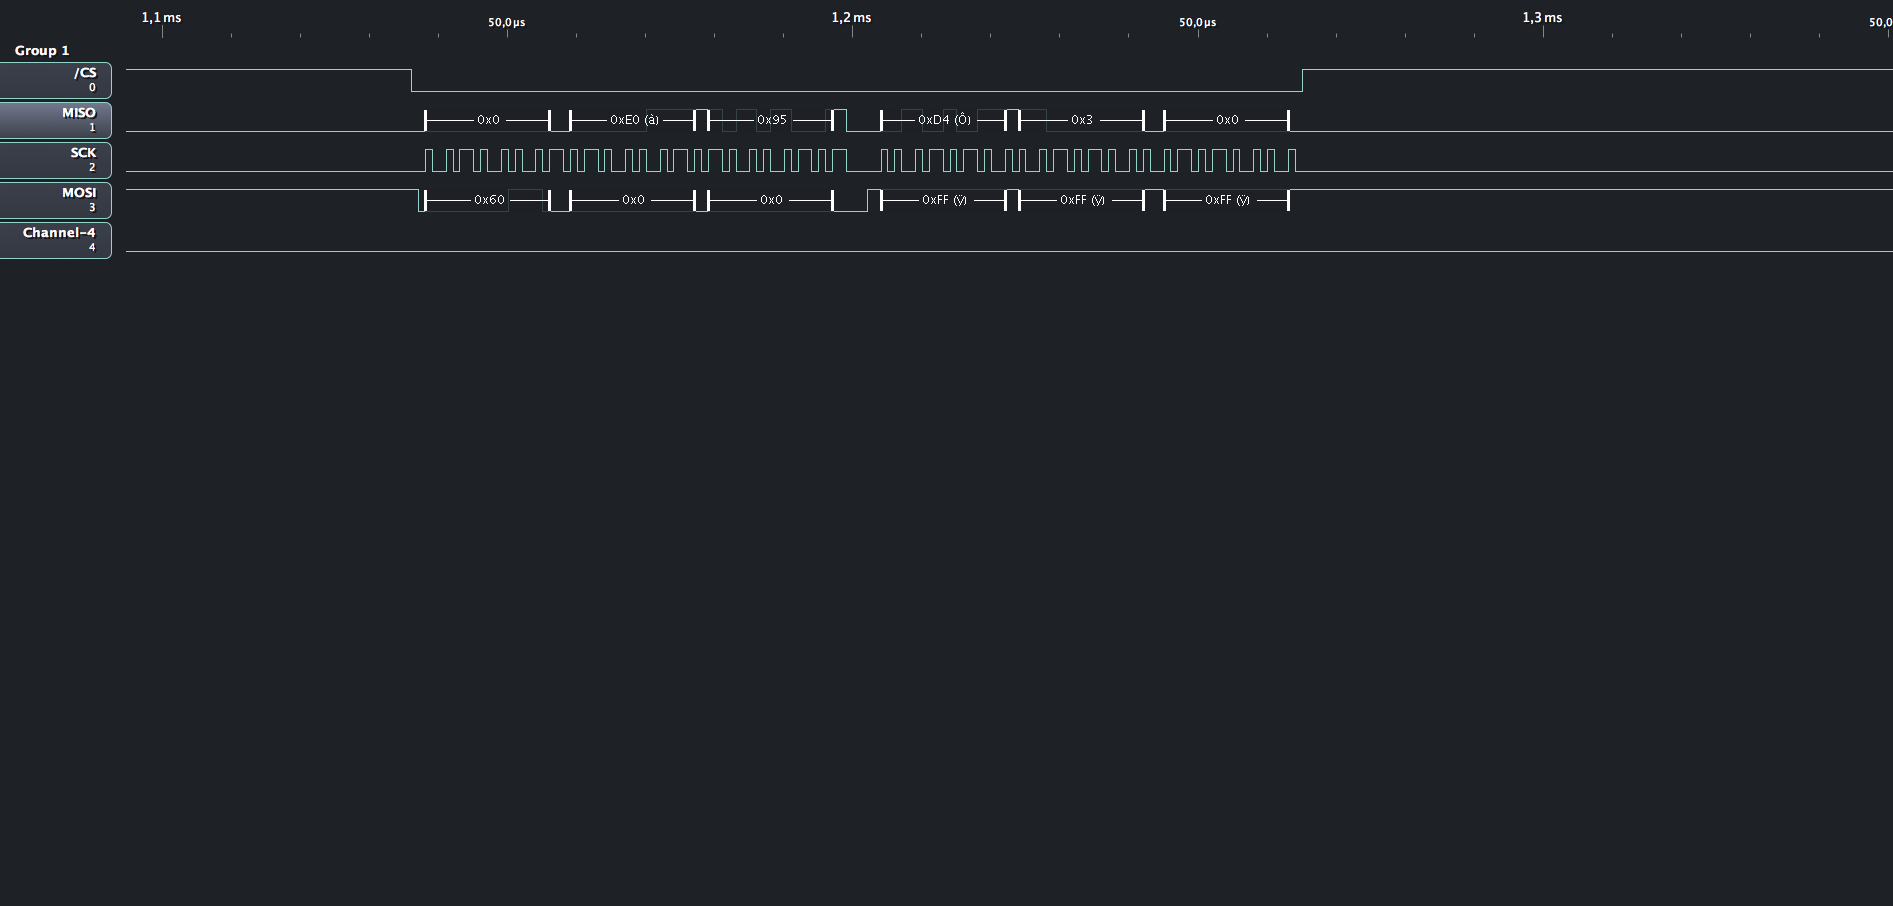 1,1 ms 50,0 µs 1,2 ms 50,0 µs 1,3 ms 50,0
Group 1
/CS
0
MISO
1
0x0 0xE0 (à) 0x95 0xD4 (Ô) 0x3 0x0
SCK
2
MOSI
3
0x60 0x0 0x0 0xFF (ÿ) 0xFF (ÿ) 0xFF (ÿ)
Channel-4
4